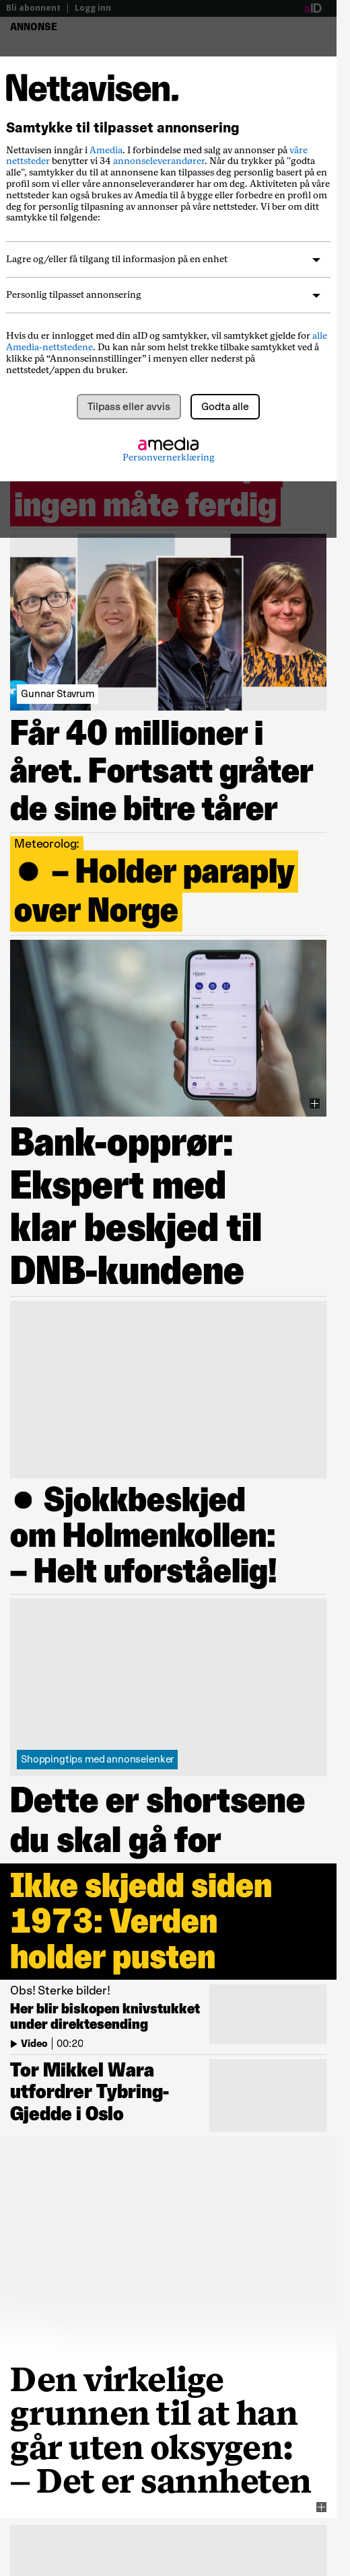 Bli abonnent | Logg inn aID
ANNONSE
Nettavisen.
Samtykke til tilpasset annonsering
Nettavisen inngår i Amedia. I forbindelse med salg av annonser på våre
nettsteder benytter vi 34 annonseleverandører. Når du trykker på "godta
alle", samtykker du til at annonsene kan tilpasses deg personlig basert på en
profil som vi eller våre annonseleverandører har om deg. Aktiviteten på våre
nettsteder kan også brukes av Amedia til å bygge eller forbedre en profil om
deg for personlig tilpasning av annonser på våre nettsteder. Vi ber om ditt
samtykke til følgende:
Lagre og/eller få tilgang til informasjon på en enhet
Personlig tilpasset annonsering
Hvis du er innlogget med din aID og samtykker, vil samtykket gjelde for alle
Amedia-nettstedene. Du kan når som helst trekke tilbake samtykket ved å
klikke på “Annonseinnstillinger” i menyen eller nederst på
nettstedet/appen du bruker.
Tilpass eller avvis Godta alle
amedia
Personvernerklæring
ingen måte ferdig
Gunnar Stavrum
Får 40 millioner i
året. Fortsatt gråter
de sine bitre tårer
Meteorolog:
● – Holder paraply
over Norge
Bank-opprør:
Ekspert med
klar beskjed til
DNB-kundene
● Sjokkbeskjed
om Holmenkollen:
– Helt uforståelig!
Shoppingtips med annonselenker
Dette er shortsene
du skal gå for
Ikke skjedd siden
1973: Verden
holder pusten
Obs! Sterke bilder!
Her blir biskopen knivstukket
under direktesending
Video | 00:20
Tor Mikkel Wara
utfordrer Tybring-
Gjedde i Oslo
Den virkelige
grunnen til at han
går uten oksygen:
– Det er sannheten